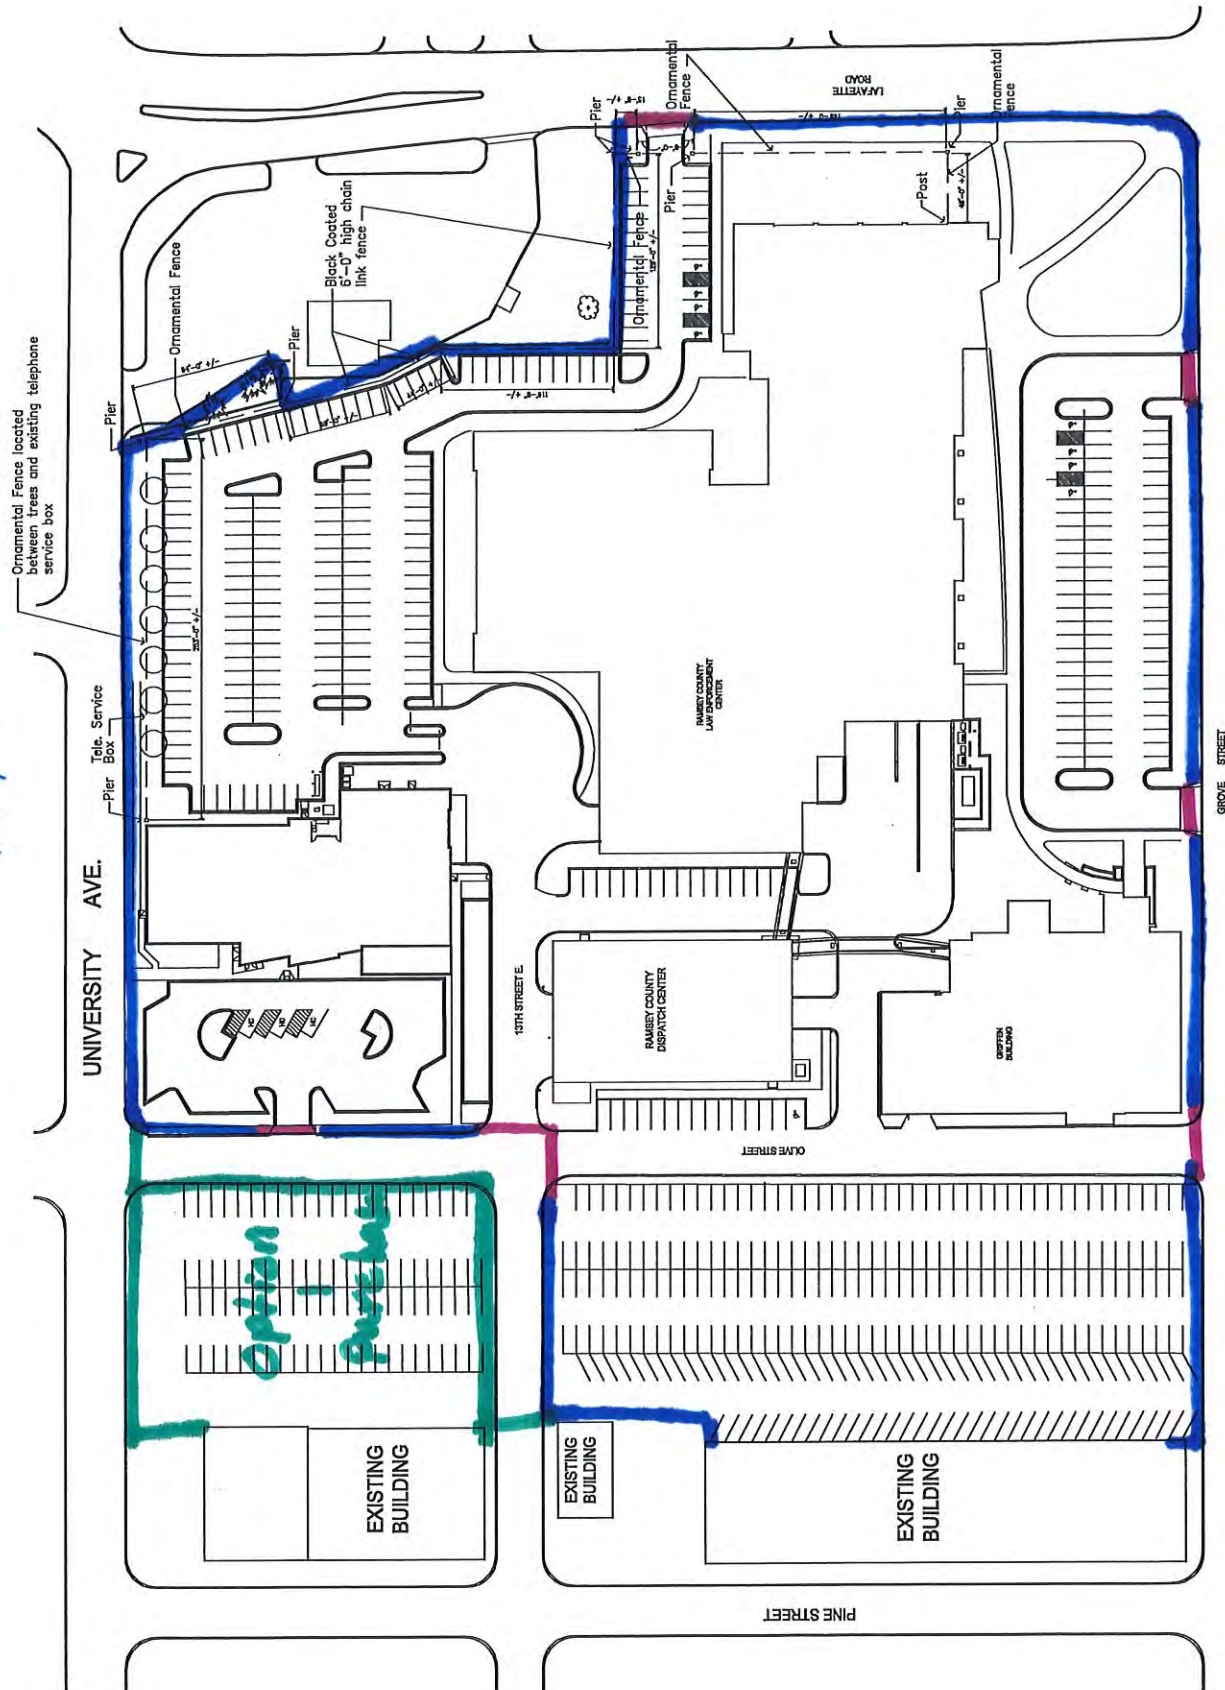 Ornamental Fence located
between trees and existing telephone
service box
Pier
Ornamental Fence
Pier
Black Coated
6'-0" high chain
link fence
Pier
Ornamental
Fence
LAFAYETTE
ROAD
Pier
Ornamental
Fence
Post
Pier
Ornamental Fence
Tele. Service
Box
Pier
UNIVERSITY AVE.
RAMSEY COUNTY
LAW ENFORCEMENT
CENTER
13TH STREET E.
RAMSEY COUNTY
DISPATCH CENTER
GRIFFEN
BUILDING
HC
HC
HC
OLIVE STREET
GROVE STREET
Option
1
EXISTING
BUILDING
EXISTING
BUILDING
EXISTING
BUILDING
PINE STREET